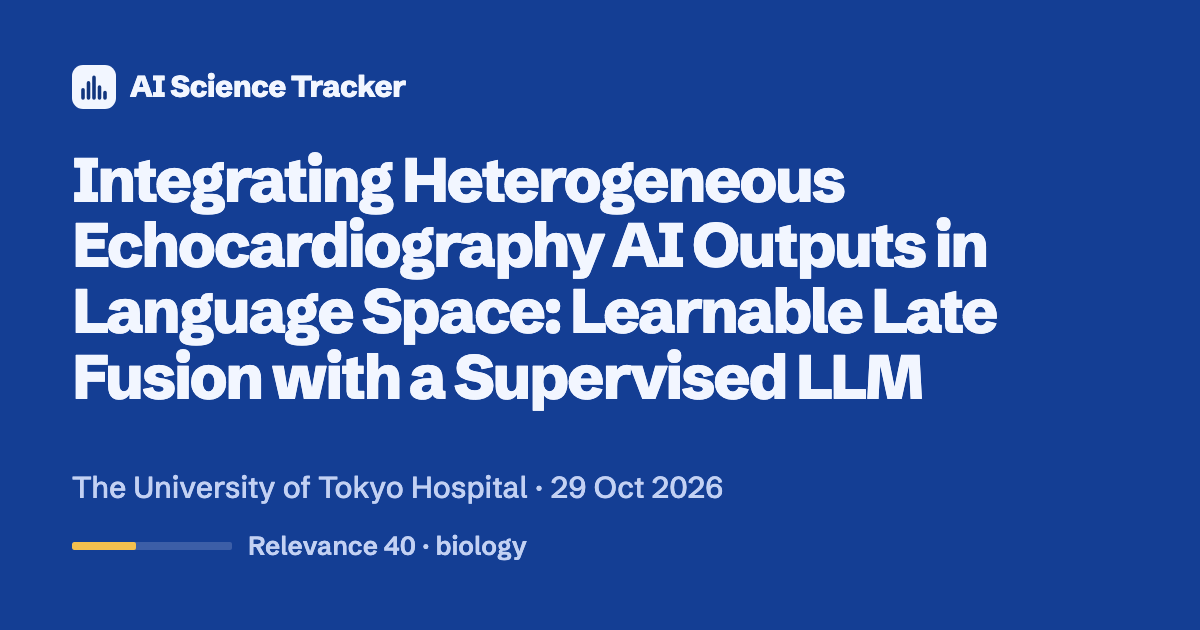 AI Science Tracker
Integrating Heterogeneous
Echocardiography AI Outputs in
Language Space: Learnable Late
Fusion with a Supervised LLM
The University of Tokyo Hospital · 29 Oct 2026
Relevance 40 · biology